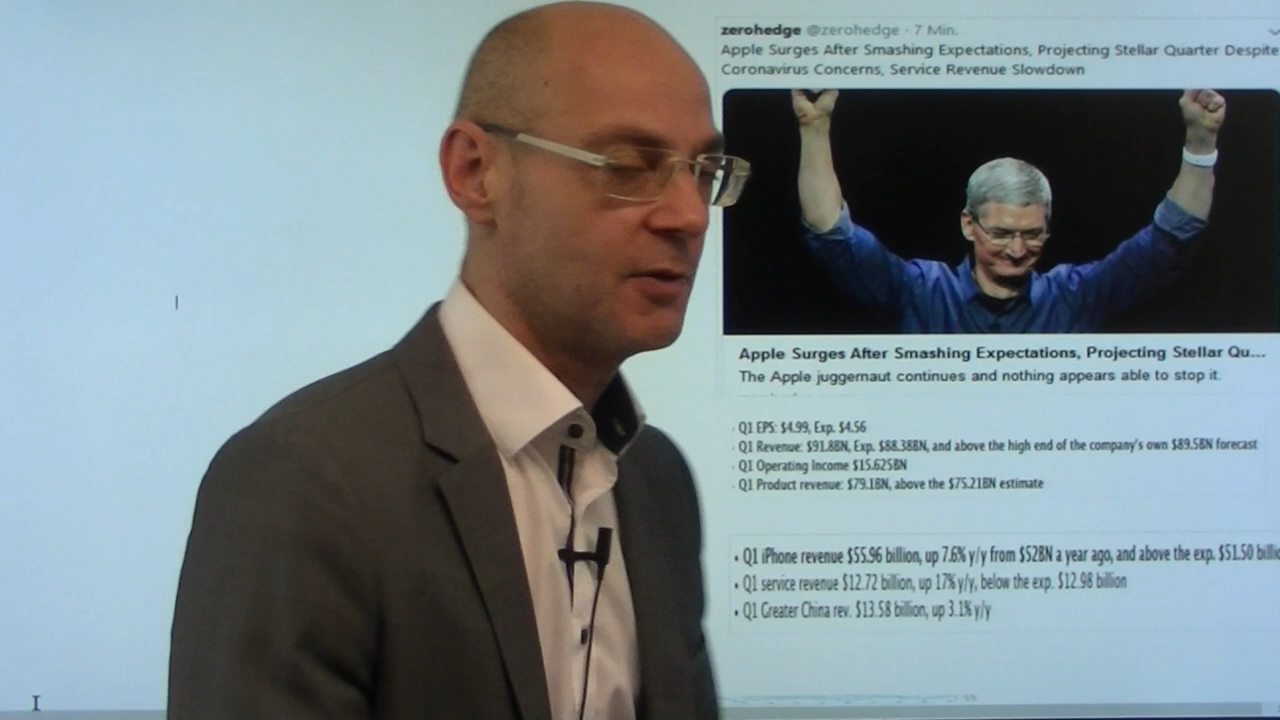 zerohedge @zerohedge · 7 Min.
Apple Surges After Smashing Expectations, Projecting Stellar Quarter Despite
Coronavirus Concerns, Service Revenue Slowdown
Apple Surges After Smashing Expectations, Projecting Stellar Qu...
The Apple juggernaut continues and nothing appears able to stop it.
· Q1 EPS: $4.99, Exp. $4.56
· Q1 Revenue: $91.8BN, Exp. $88.38BN, and above the high end of the company's own $89.5BN forecast
· Q1 Operating Income $15.625BN
· Q1 Product revenue: $79.1BN, above the $75.21BN estimate
• Q1 iPhone revenue $55.96 billion, up 7.6% y/y from $52BN a year ago, and above the exp. $51.50 billio
• Q1 service revenue $12.72 billion, up 17% y/y, below the exp. $12.98 billion
• Q1 Greater China rev. $13.58 billion, up 3.1% y/y